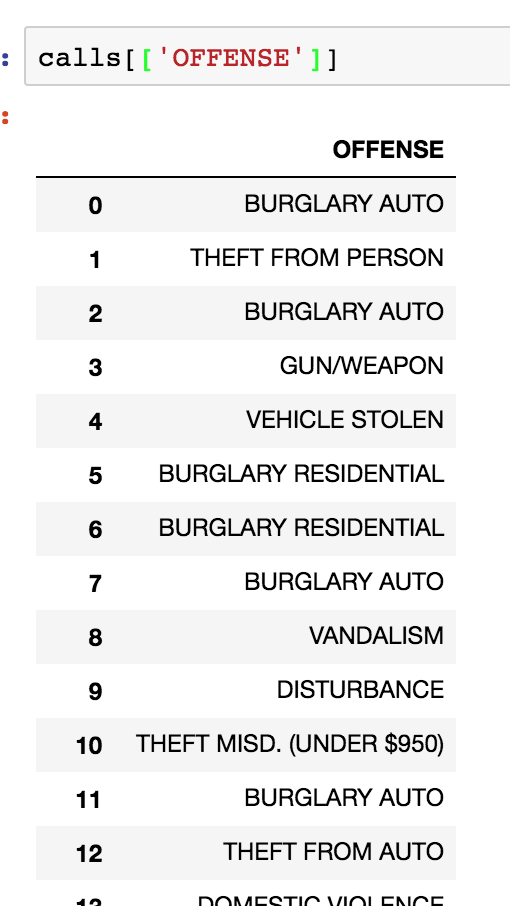 : calls[['OFFENSE']]
:
OFFENSE
0 BURGLARY AUTO
1 THEFT FROM PERSON
2 BURGLARY AUTO
3 GUN/WEAPON
4 VEHICLE STOLEN
5 BURGLARY RESIDENTIAL
6 BURGLARY RESIDENTIAL
7 BURGLARY AUTO
8 VANDALISM
9 DISTURBANCE
10 THEFT MISD. (UNDER $950)
11 BURGLARY AUTO
12 THEFT FROM AUTO
13 DOMESTIC VIOLENCE